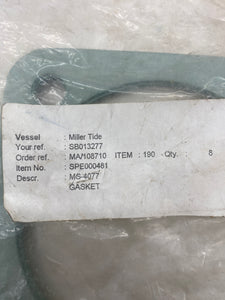 Vessel : Miller Tide
Your ref. : SB013277
Order ref. : MA/108710 ITEM : 190 Qty. : 8
Item No. : SPE000461
Descr. : MS-4077
GASKET